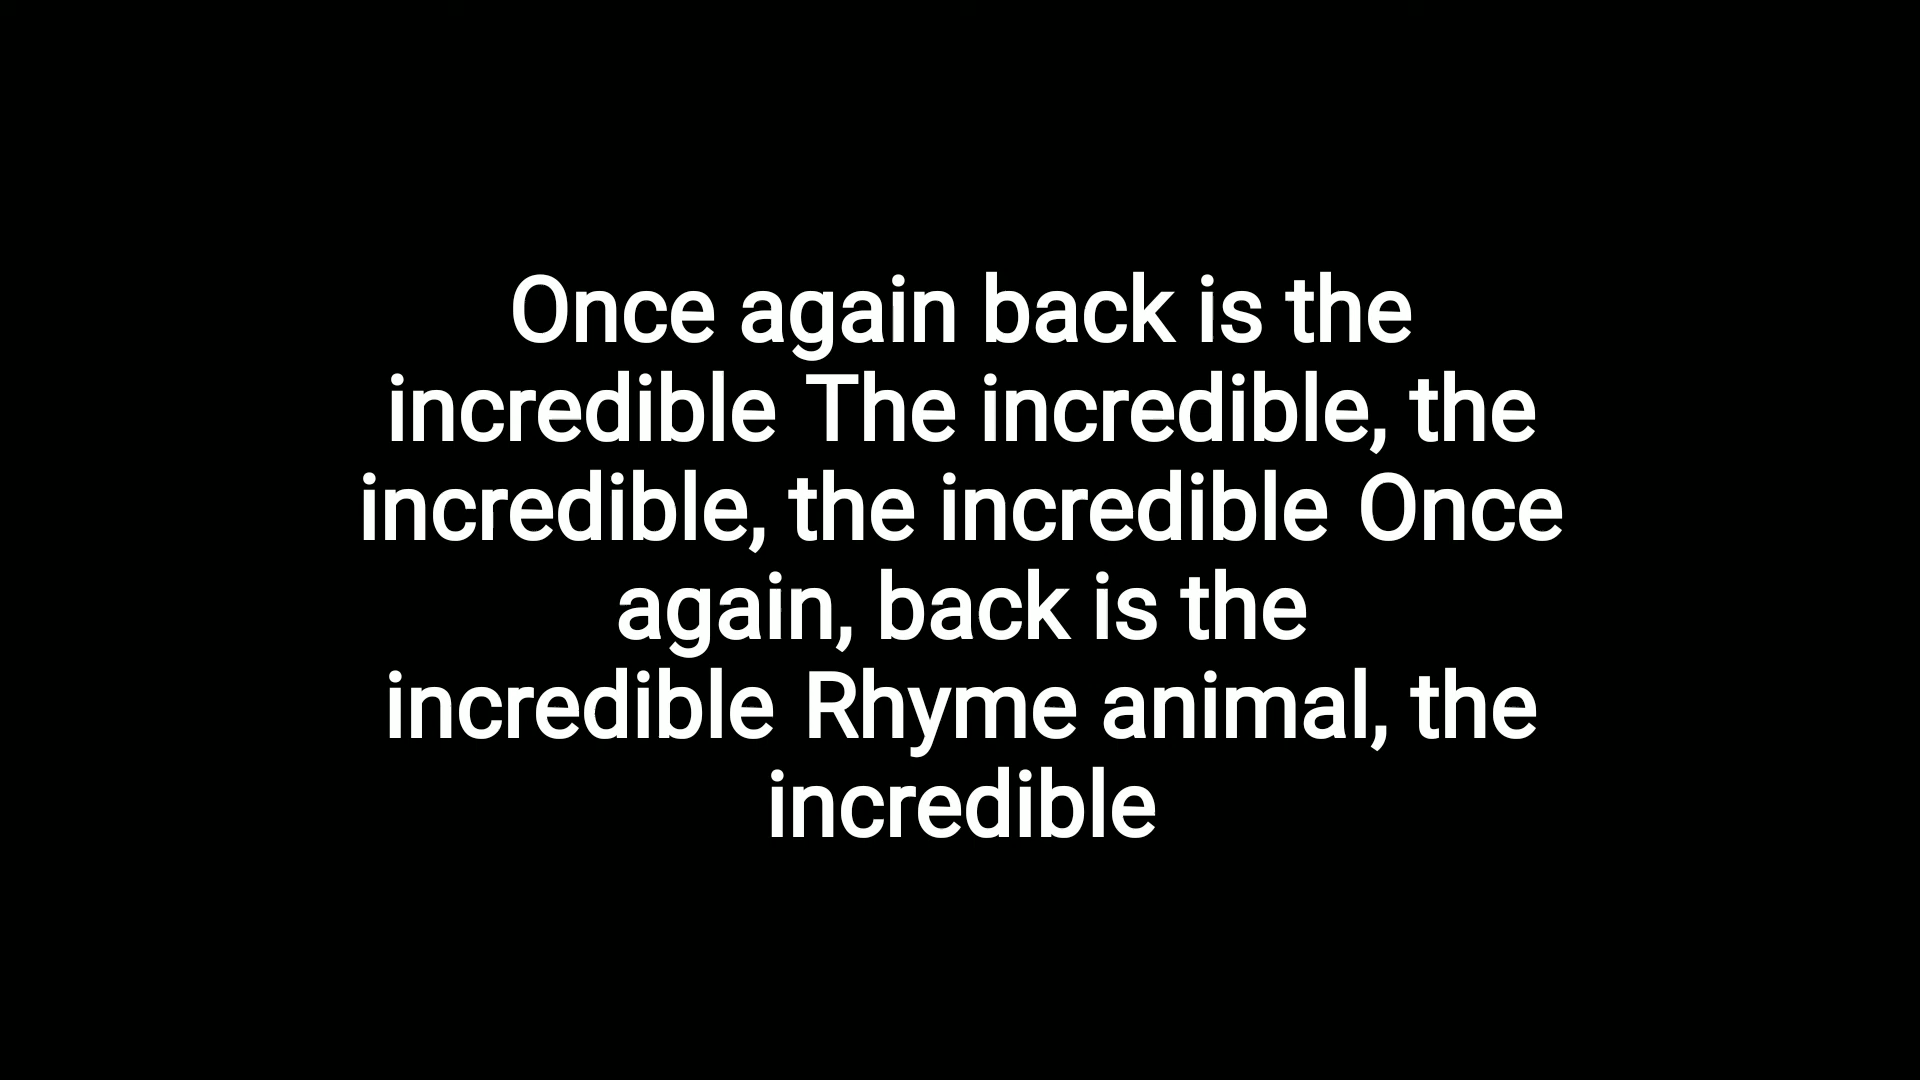 Once again back is the
incredible The incredible, the
incredible, the incredible Once
again, back is the
incredible Rhyme animal, the
incredible